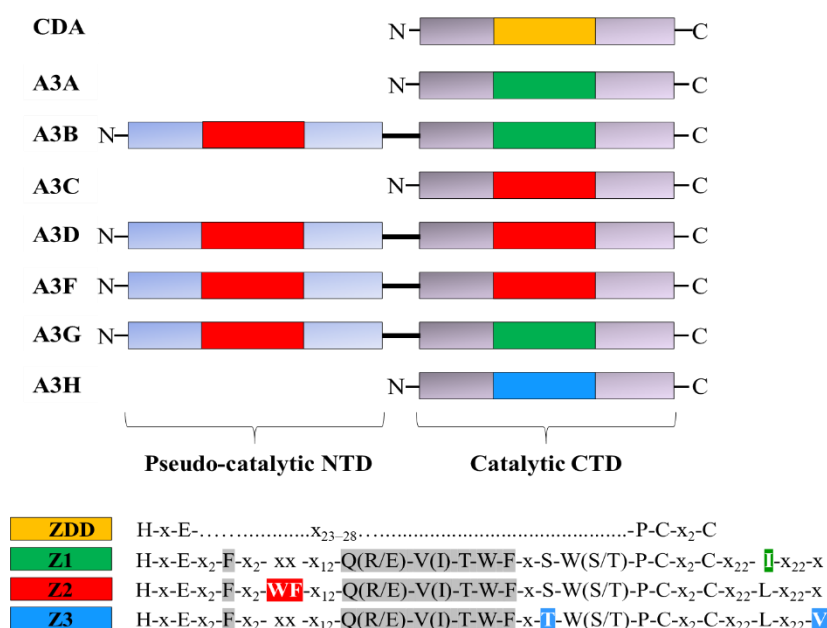 CDA N C
A3A N C
A3B N C
A3C N C
A3D N C
A3F N C
A3G N C
A3H N C
Pseudo-catalytic NTD Catalytic CTD
ZDD H-x-E-......................x₂₃₋₂₈.......................................-P-C-x₂-C
Z1 H-x-E-x₂-F-x₂- xx -x₁₂-Q(R/E)-V(I)-T-W-F-x-S-W(S/T)-P-C-x₂-C-x₂₂- I-x₂₂-x
Z2 H-x-E-x₂-F-x₂-WF-x₁₂-Q(R/E)-V(I)-T-W-F-x-S-W(S/T)-P-C-x₂-C-x₂₂-L-x₂₂-x
Z3 H-x-E-x₂-F-x₂- xx -x₁₂-Q(R/E)-V(I)-T-W-F-x-T-W(S/T)-P-C-x₂-C-x₂₂-L-x₂₂-V